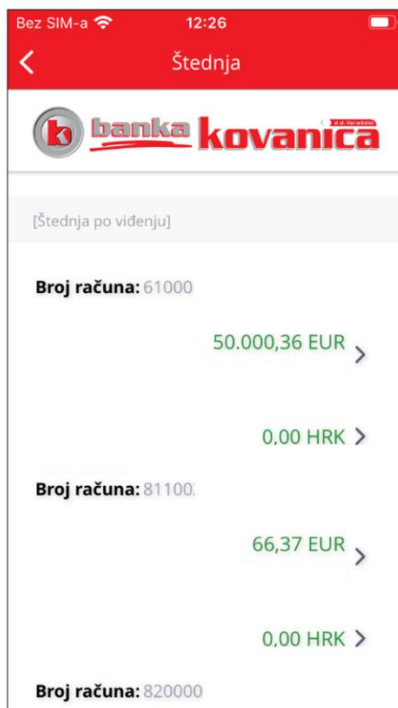 Bez SIM-a 12:26
Štednja
banka kovanica
[Štednja po viđenju]
Broj računa: 61000
50.000,36 EUR
0,00 HRK
Broj računa: 81100
66,37 EUR
0,00 HRK
Broj računa: 820000